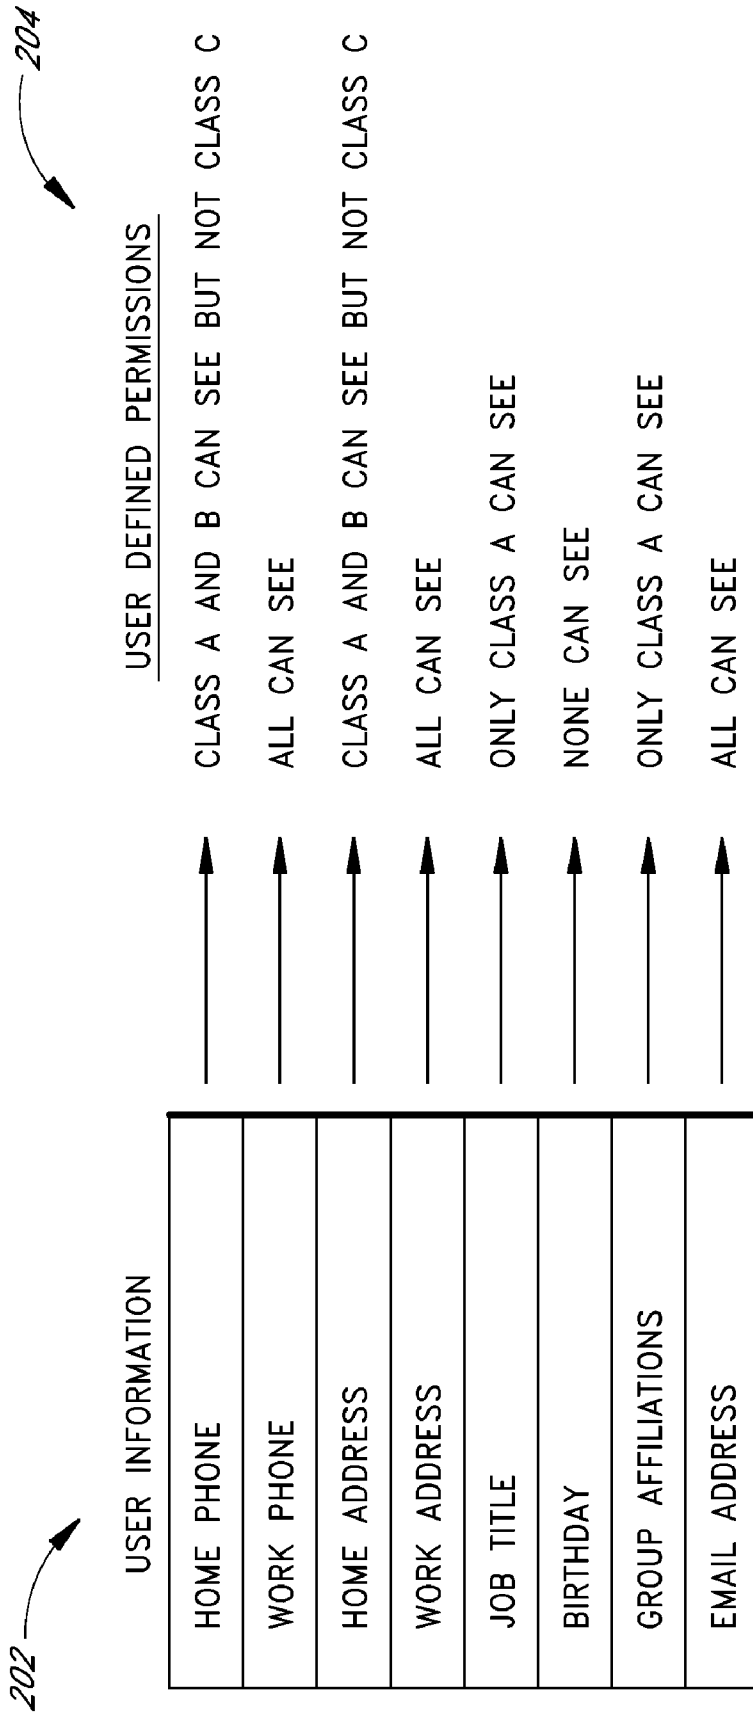 202
204
USER INFORMATION
USER DEFINED PERMISSIONS
HOME PHONE
CLASS A AND B CAN SEE BUT NOT CLASS C
WORK PHONE
ALL CAN SEE
HOME ADDRESS
CLASS A AND B CAN SEE BUT NOT CLASS C
WORK ADDRESS
ALL CAN SEE
JOB TITLE
ONLY CLASS A CAN SEE
BIRTHDAY
NONE CAN SEE
GROUP AFFILIATIONS
ONLY CLASS A CAN SEE
EMAIL ADDRESS
ALL CAN SEE